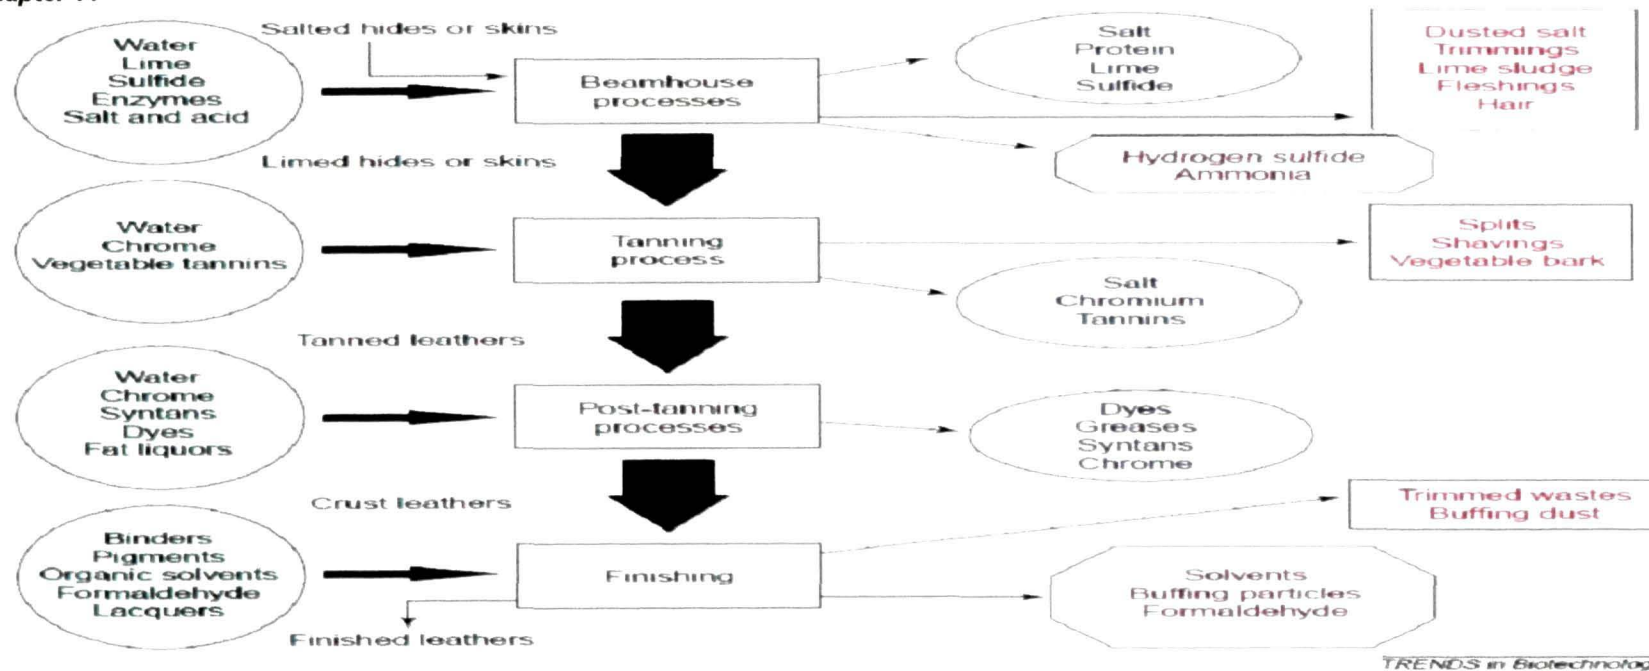 Salted hides or skins
Water
Lime
Sulfide
Enzymes
Salt and acid
Beamhouse
processes
Salt
Protein
Lime
Sulfide
Dusted salt
Trimmings
Lime sludge
Fleshings
Hair
Hydrogen sulfide
Ammonia
Limed hides or skins
Water
Chrome
Vegetable tannins
Tanning
process
Splits
Shavings
Vegetable bark
Salt
Chromium
Tannins
Tanned leathers
Water
Chrome
Syntans
Dyes
Fat liquors
Post-tanning
processes
Dyes
Greases
Syntans
Chrome
Crust leathers
Trimmed wastes
Buffing dust
Binders
Pigments
Organic solvents
Formaldehyde
Lacquers
Finishing
Solvents
Buffing particles
Formaldehyde
Finished leathers
TRENDS in